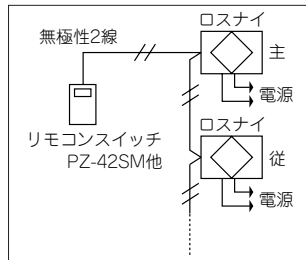 ロスナイ
無極性2線
主
電源
リモコンスイッチ
PZ-42SM他
ロスナイ
従
電源